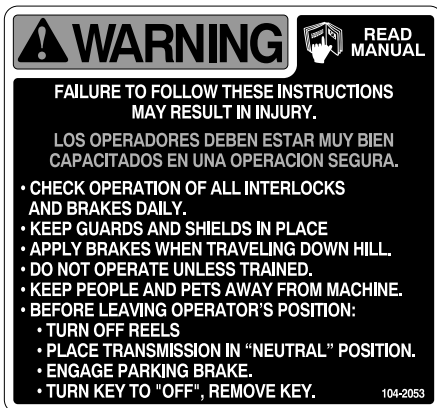 WARNING
READ
MANUAL
FAILURE TO FOLLOW THESE INSTRUCTIONS
MAY RESULT IN INJURY.
LOS OPERADORES DEBEN ESTAR MUY BIEN
CAPACITADOS EN UNA OPERACION SEGURA.
• CHECK OPERATION OF ALL INTERLOCKS
AND BRAKES DAILY.
• KEEP GUARDS AND SHIELDS IN PLACE
• APPLY BRAKES WHEN TRAVELING DOWN HILL.
• DO NOT OPERATE UNLESS TRAINED.
• KEEP PEOPLE AND PETS AWAY FROM MACHINE.
• BEFORE LEAVING OPERATOR'S POSITION:
• TURN OFF REELS
• PLACE TRANSMISSION IN “NEUTRAL” POSITION.
• ENGAGE PARKING BRAKE.
• TURN KEY TO "OFF", REMOVE KEY.
104-2053